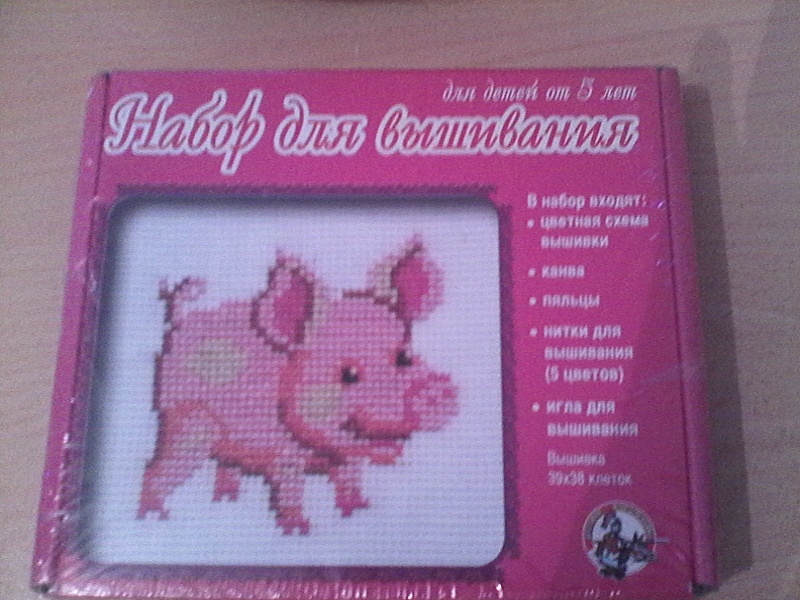 для детей от 5 лет
Набор для вышивания
В набор входят:
• цветная схема
вышивки
• канва
• пяльцы
• нитки для
вышивания
(5 цветов)
• игла для
вышивания
Вышивка
39х38 клеток